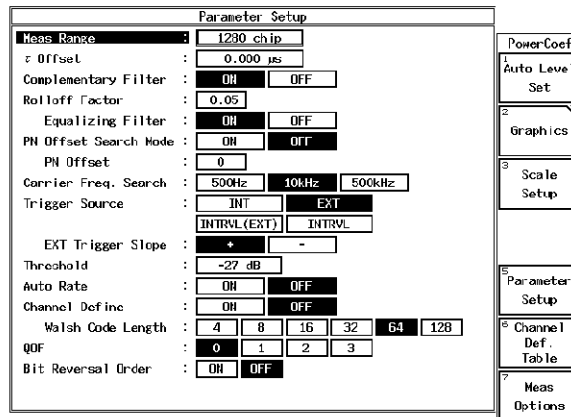 Parameter Setup
Meas Range : 1280 chip
τ Offset : 0.000 µs
Complementary Filter : ON OFF
Rolloff Factor : 0.05
Equalizing Filter : ON OFF
PN Offset Search Mode : ON OFF
PN Offset : 0
Carrier Freq. Search : 500Hz 10kHz 500kHz
Trigger Source : INT EXT
INTRVL(EXT) INTRVL
EXT Trigger Slope : + -
Threshold : -27 dB
Auto Rate : ON OFF
Channel Define : ON OFF
Walsh Code Length : 4 8 16 32 64 128
QOF : 0 1 2 3
Bit Reversal Order : ON OFF
PowerCoef
1
Auto Level
Set
2
Graphics
3
Scale
Setup
5
Parameter
Setup
6 Channel
Def.
Table
7
Meas
Options